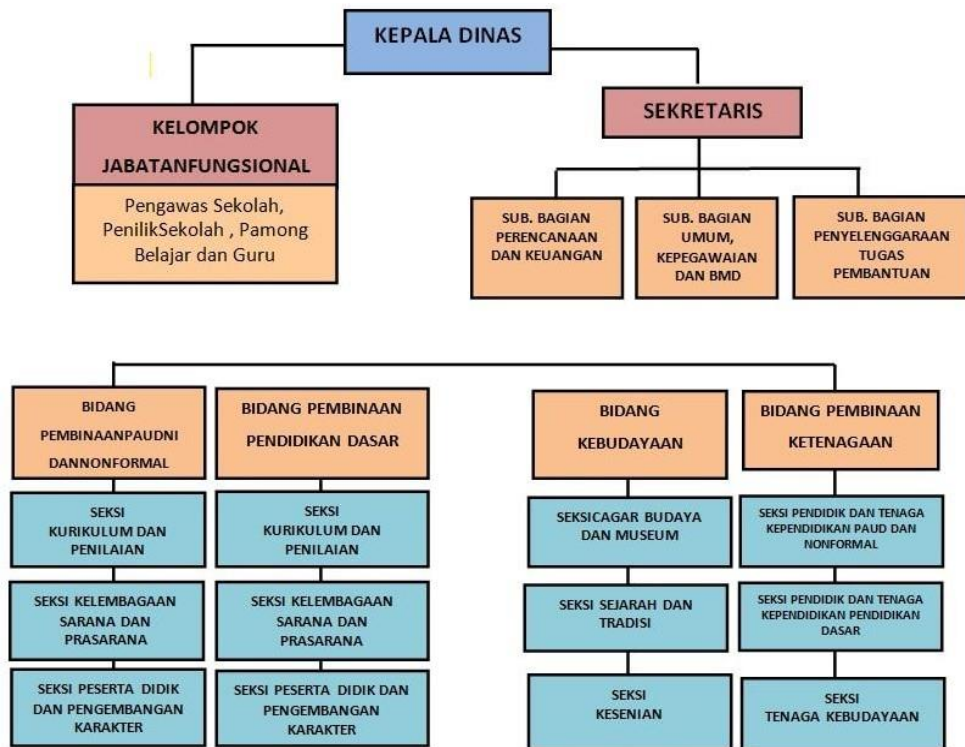 KEPALA DINAS
KELOMPOK
JABATANFUNGSIONAL
Pengawas Sekolah,
PenilikSekolah , Pamong
Belajar dan Guru
SEKRETARIS
SUB. BAGIAN
PERENCANAAN
DAN KEUANGAN
SUB. BAGIAN
UMUM,
KEPEGAWAIAN
DAN BMD
SUB. BAGIAN
PENYELENGGARAAN
TUGAS
PEMBANTUAN
BIDANG
PEMBINAANPAUDNI
DANNONFORMAL
SEKSI
KURIKULUM DAN
PENILAIAN
SEKSI KELEMBAGAAN
SARANA DAN
PRASARANA
SEKSI PESERTA DIDIK
DAN PENGEMBANGAN
KARAKTER
BIDANG PEMBINAAN
PENDIDIKAN DASAR
SEKSI
KURIKULUM DAN
PENILAIAN
SEKSI KELEMBAGAAN
SARANA DAN
PRASARANA
SEKSI PESERTA DIDIK DAN
PENGEMBANGAN
KARAKTER
BIDANG
KEBUDAYAAN
SEKSICAGAR BUDAYA
DAN MUSEUM
SEKSI SEJARAH DAN
TRADISI
SEKSI
KESENIAN
BIDANG PEMBINAAN
KETENAGAAN
SEKSI PENDIDIK DAN TENAGA
KEPENDIDIKAN PAUD DAN
NONFORMAL
SEKSI PENDIDIK DAN TENAGA
KEPENDIDIKAN PENDIDIKAN
DASAR
SEKSI
TENAGA KEBUDAYAAN